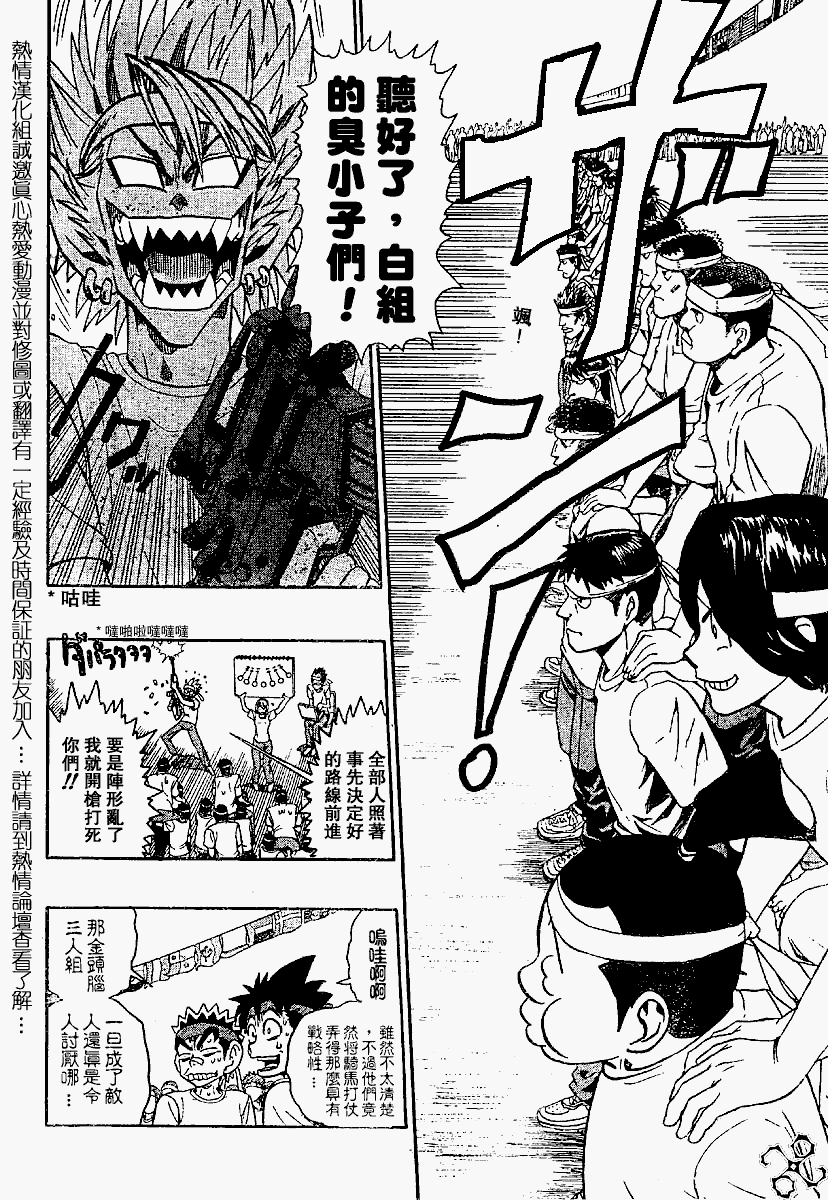 ザンッ!
颯!
聽好了，白組
的臭小子們！
クワッ
*咕哇
*噠啪啦噠噠噠
全部人照著
事先決定好
的路線前進
要是陣形亂了
我就開槍打死
你們!!
嗚哇啊啊
雖然不太清楚
，不過他們竟
然將騎馬打仗
弄得那麼具有
戰略性…
那金頭腦
三人組
一旦成了敵
人還真是令
人討厭哪…
熱情漢化組誠邀真心熱愛動漫並對修圖或翻譯有一定經驗及時間保証的朋友加入…詳情請到熱情論壇查看了解…